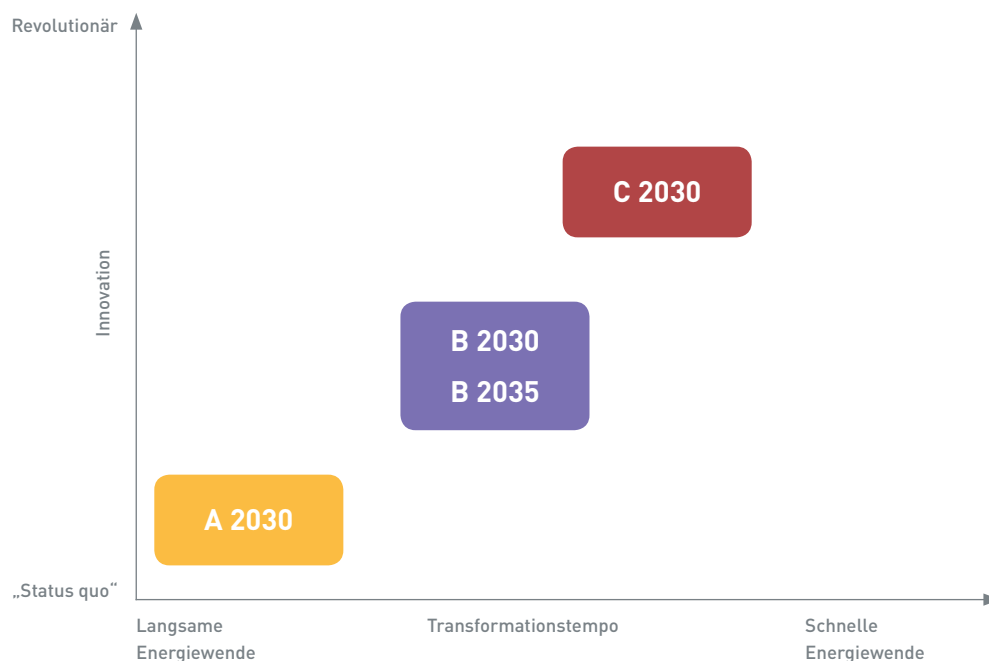 Revolutionär
C 2030
Innovation
B 2030
B 2035
A 2030
„Status quo“
Langsame
Energiewende
Transformationstempo
Schnelle
Energiewende